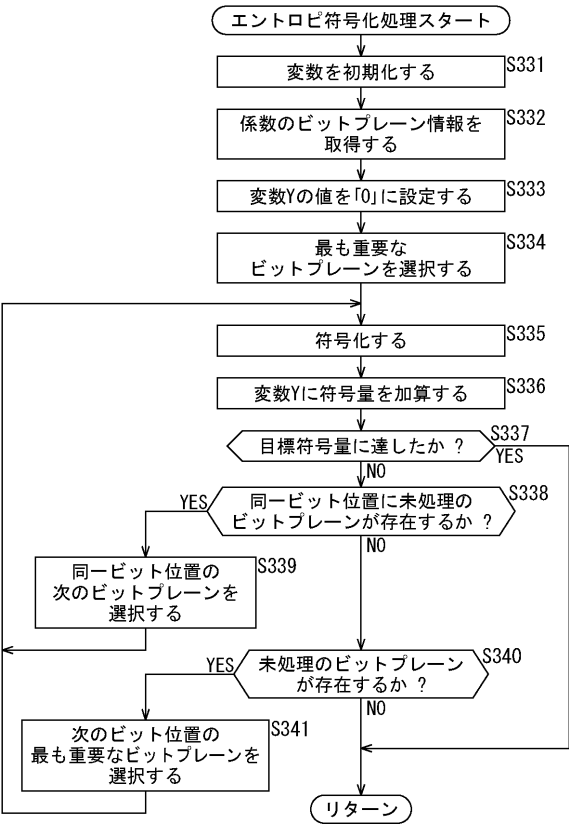 エントロピ符号化処理スタート
変数を初期化する
S331
係数のビットプレーン情報を
取得する
S332
変数Yの値を｢0｣に設定する
S333
最も重要な
ビットプレーンを選択する
S334
符号化する
S335
変数Yに符号量を加算する
S336
目標符号量に達したか ?
S337
YES
NO
同一ビット位置に未処理の
ビットプレーンが存在するか ?
S338
YES
NO
同一ビット位置の
次のビットプレーンを
選択する
S339
未処理のビットプレーン
が存在するか ?
S340
YES
NO
次のビット位置の
最も重要なビットプレーンを
選択する
S341
リターン